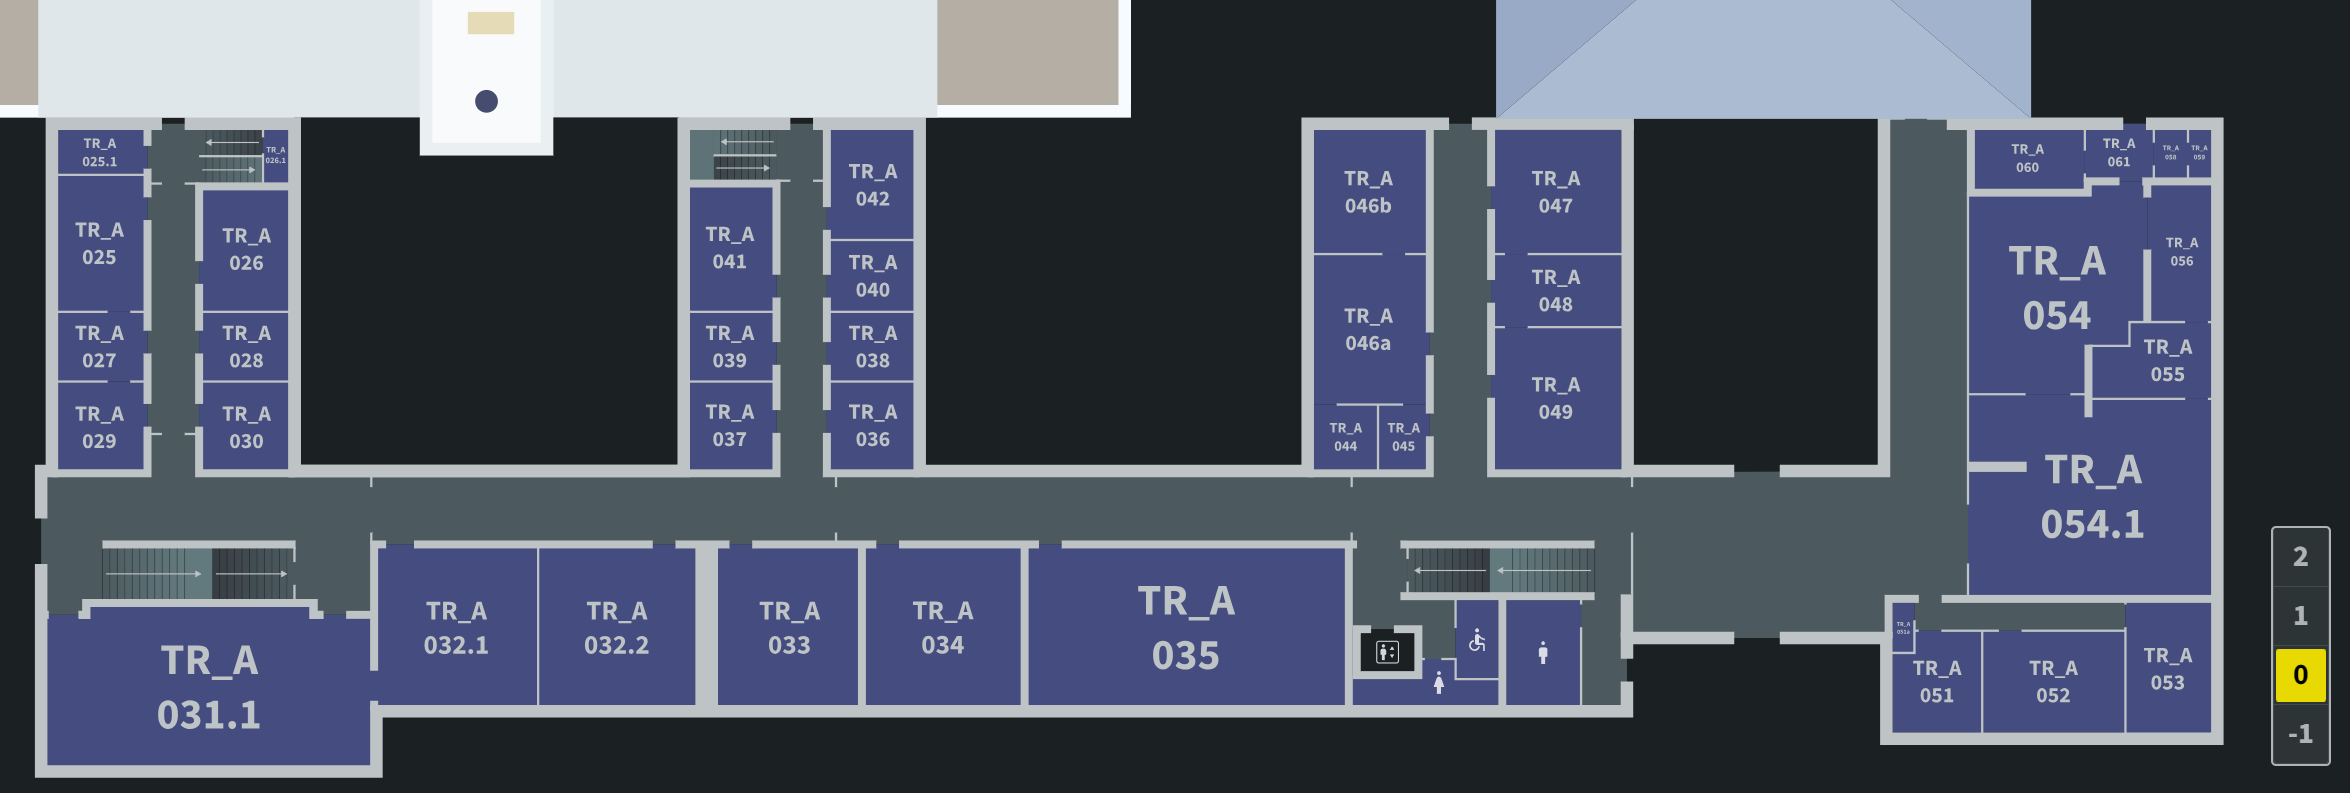 TR_A
025.1
TR_A
026.1
TR_A
025
TR_A
026
TR_A
027
TR_A
028
TR_A
029
TR_A
030
TR_A
041
TR_A
042
TR_A
040
TR_A
039
TR_A
038
TR_A
037
TR_A
036
TR_A
046b
TR_A
047
TR_A
046a
TR_A
048
TR_A
049
TR_A
044
TR_A
045
TR_A
060
TR_A
061
TR_A
058
TR_A
059
TR_A
054
TR_A
056
TR_A
055
TR_A
054.1
TR_A
031.1
TR_A
032.1
TR_A
032.2
TR_A
033
TR_A
034
TR_A
035
TR_A
051a
TR_A
051
TR_A
052
TR_A
053
2
1
0
-1